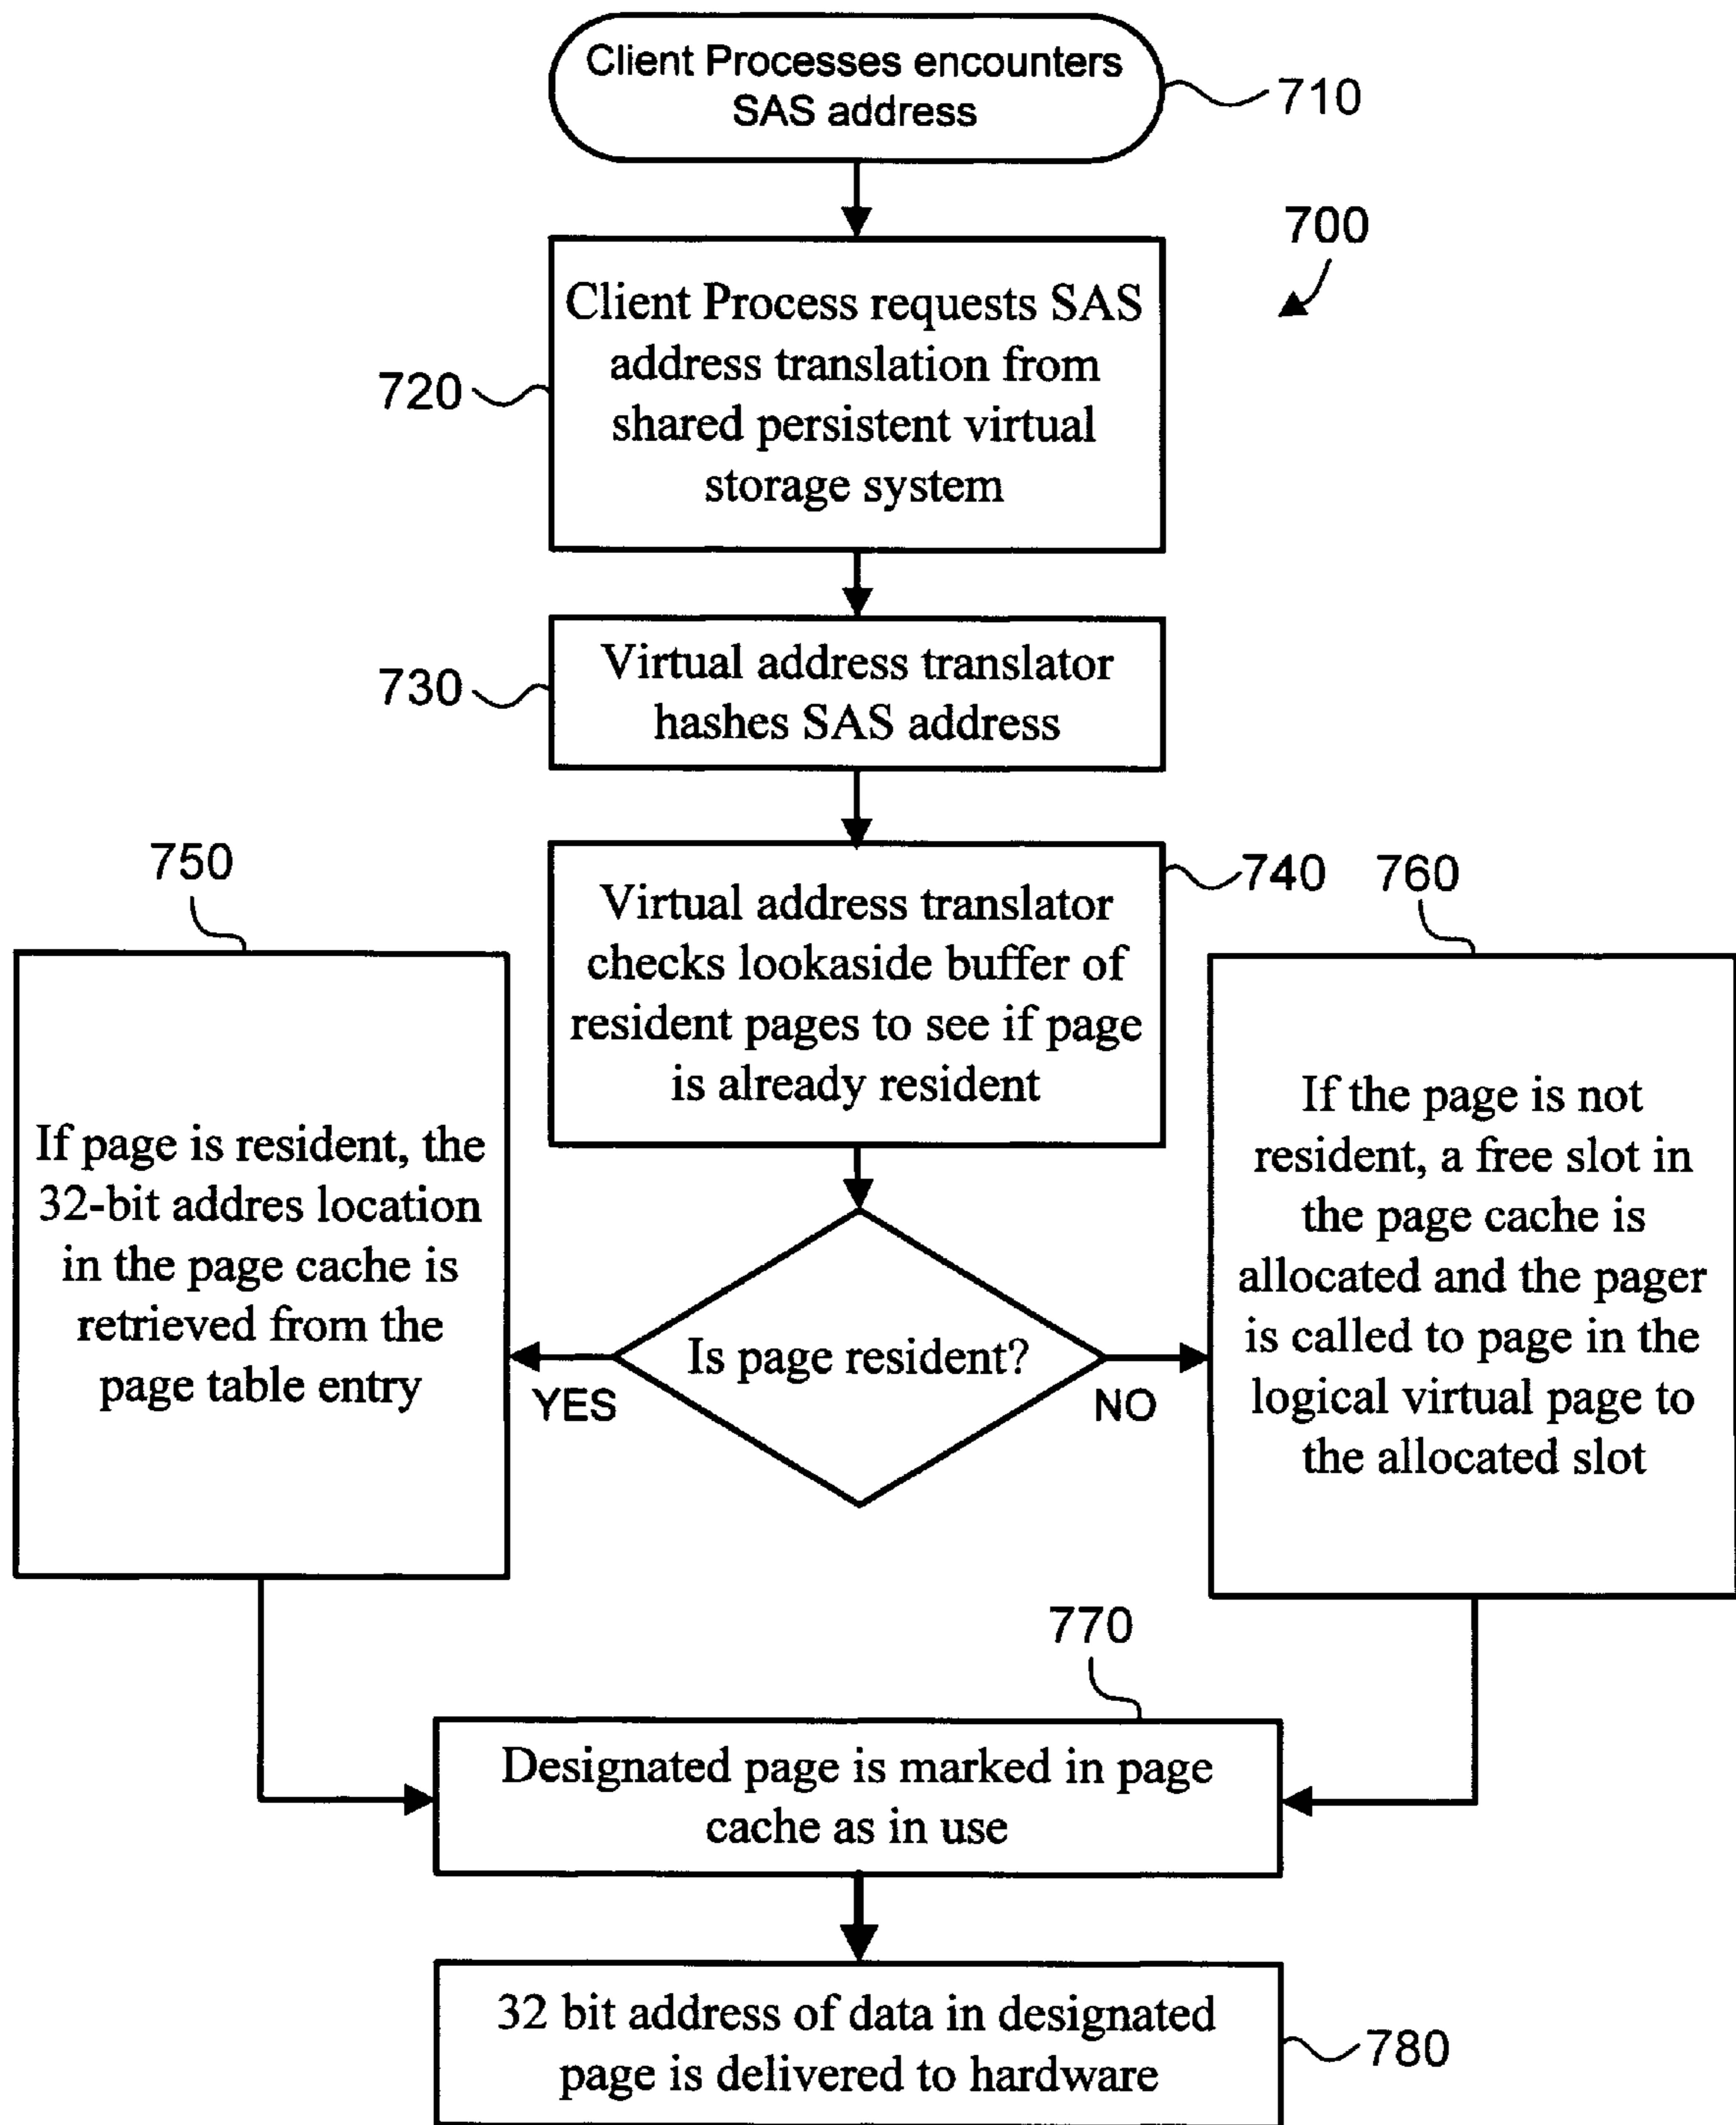 Client Processes encounters
SAS address
710
700
Client Process requests SAS
address translation from
shared persistent virtual
storage system
720
Virtual address translator
hashes SAS address
730
750
740
760
Virtual address translator
checks lookaside buffer of
resident pages to see if page
is already resident
If page is resident, the
32-bit addres location
in the page cache is
retrieved from the
page table entry
Is page resident?
YES
NO
If the page is not
resident, a free slot in
the page cache is
allocated and the pager
is called to page in the
logical virtual page to
the allocated slot
770
Designated page is marked in page
cache as in use
32 bit address of data in designated
page is delivered to hardware
780